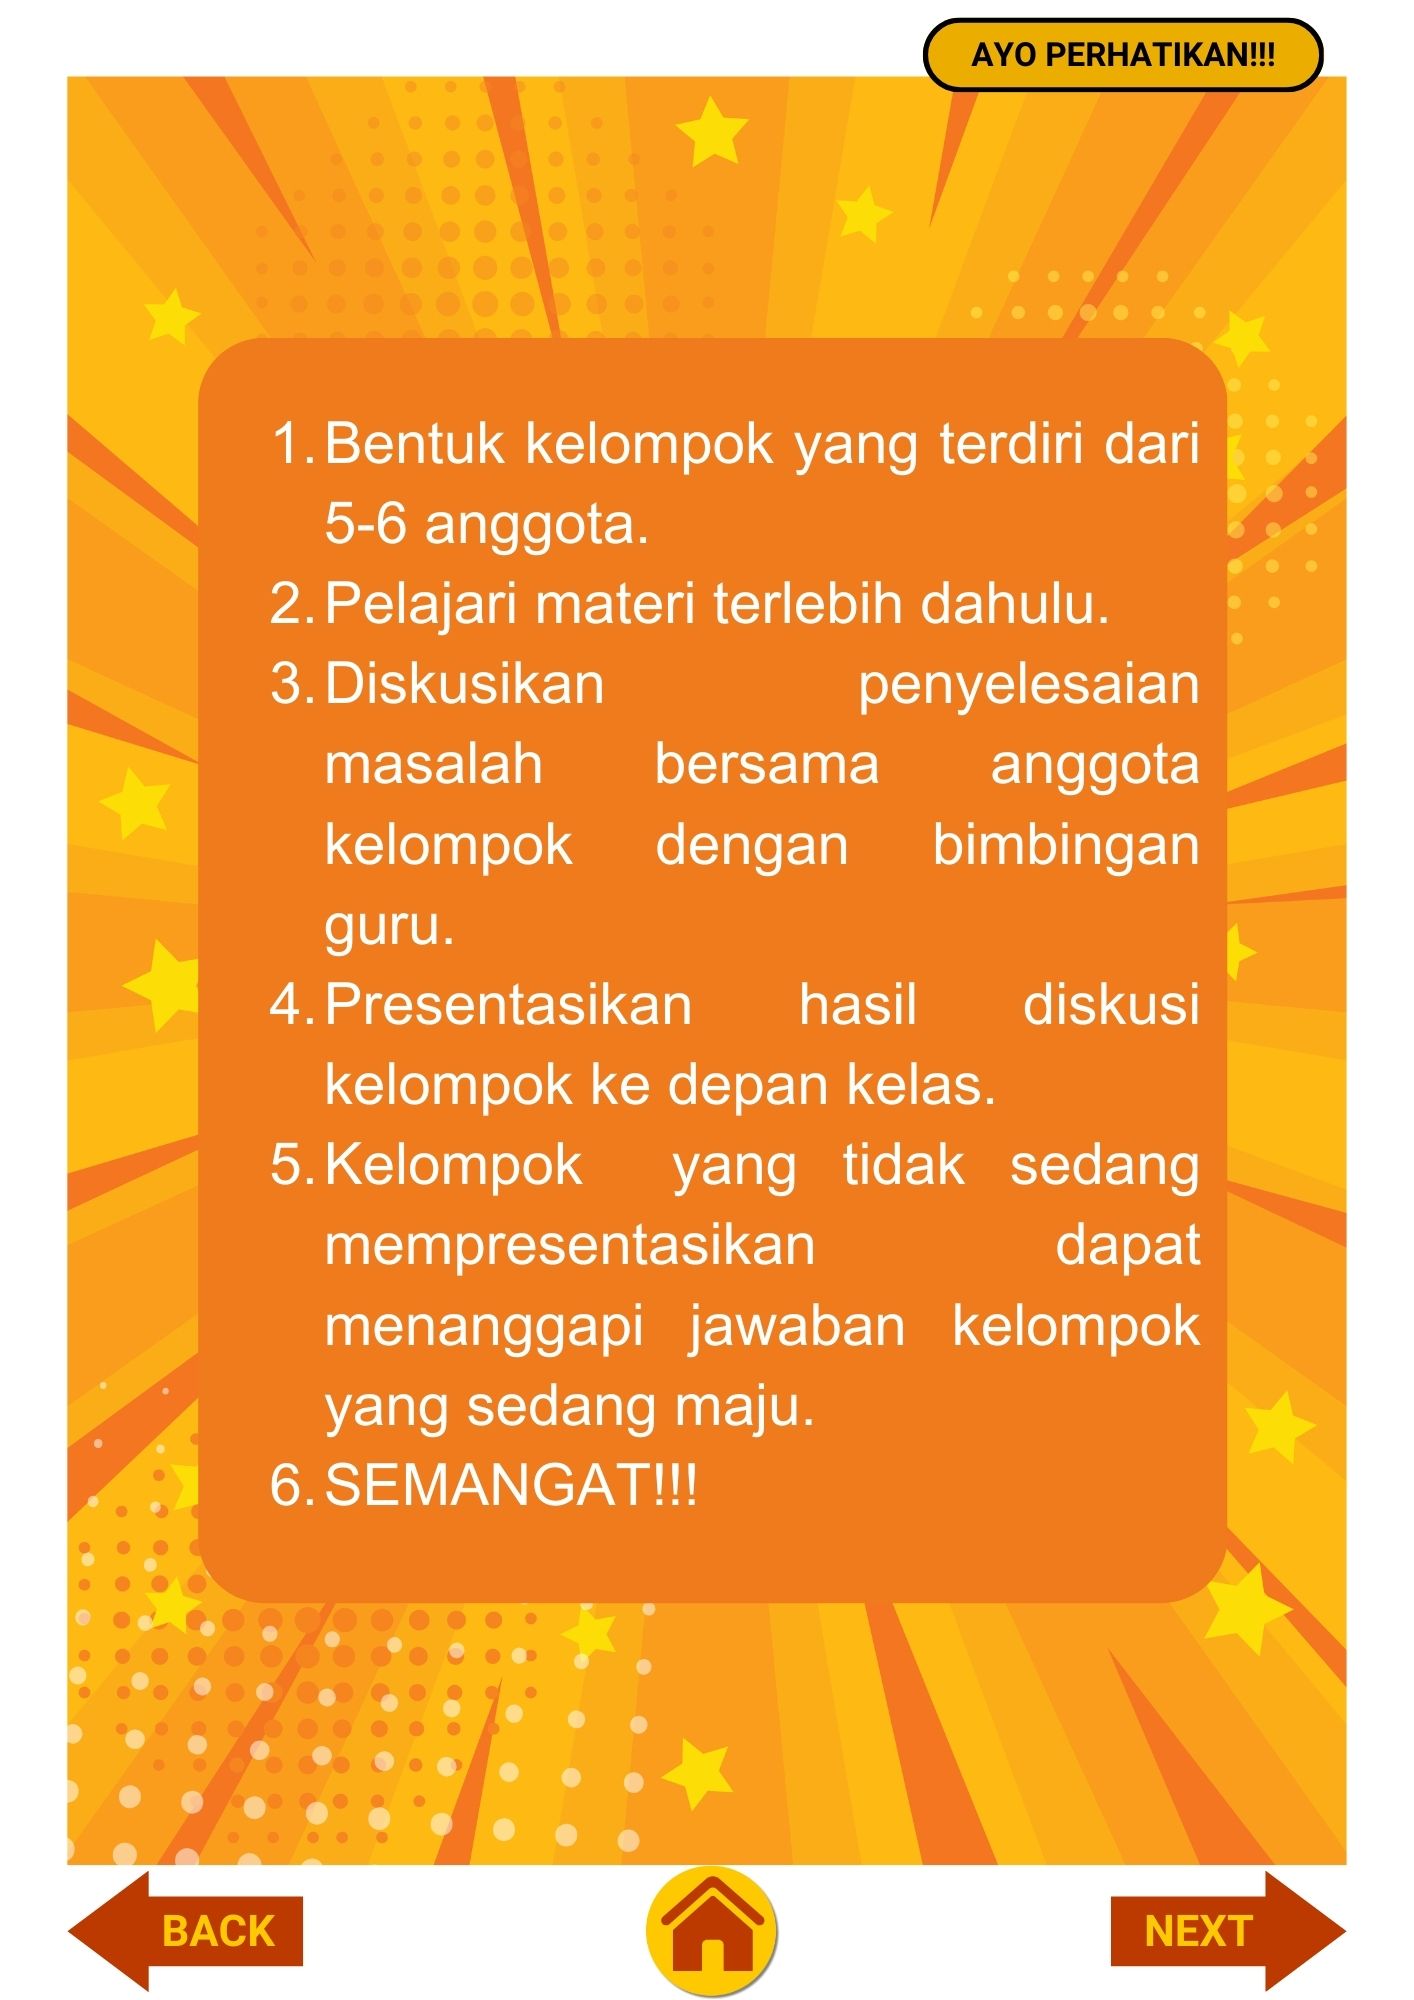 AYO PERHATIKAN!!!
1. Bentuk kelompok yang terdiri dari
5-6 anggota.
2. Pelajari materi terlebih dahulu.
3. Diskusikan penyelesaian
masalah bersama anggota
kelompok dengan bimbingan
guru.
4. Presentasikan hasil diskusi
kelompok ke depan kelas.
5. Kelompok yang tidak sedang
mempresentasikan dapat
menanggapi jawaban kelompok
yang sedang maju.
6. SEMANGAT!!!
BACK
NEXT